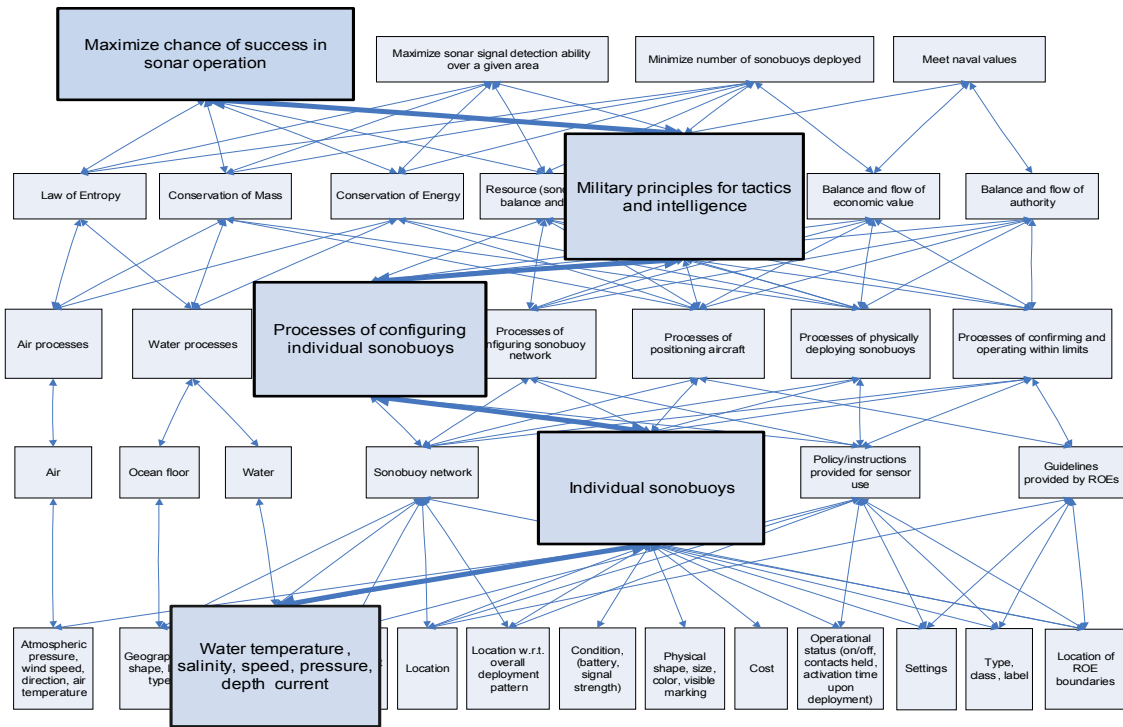 Maximize chance of success in
sonar operation
Maximize sonar signal detection ability
over a given area
Minimize number of sonobuoys deployed
Meet naval values
Law of Entropy
Conservation of Mass
Conservation of Energy
Resource
balance and
Military principles for tactics
and intelligence
Balance and flow of
economic value
Balance and flow of
authority
Air processes
Water processes
Processes of configuring
individual sonobuoys
Processes of
sonobuoy
network
Processes of
positioning aircraft
Processes of physically
deploying sonobuoys
Processes of confirming and
operating within limits
Air
Ocean floor
Water
Sonobuoy network
Individual sonobuoys
Policy/instructions
provided for sensor
use
Guidelines
provided by ROEs
Atmospheric
pressure,
wind speed,
direction, air
temperature
shape,
type
Water temperature ,
salinity, speed, pressure,
depth current
Location
Location w.r.t.
overall
deployment
pattern
Condition,
(battery,
signal
strength)
Physical
shape, size,
color, visible
marking
Cost
Operational
status (on/off,
contacts held,
activation time
upon
deployment)
Settings
Type,
class, label
Location of
ROE
boundaries